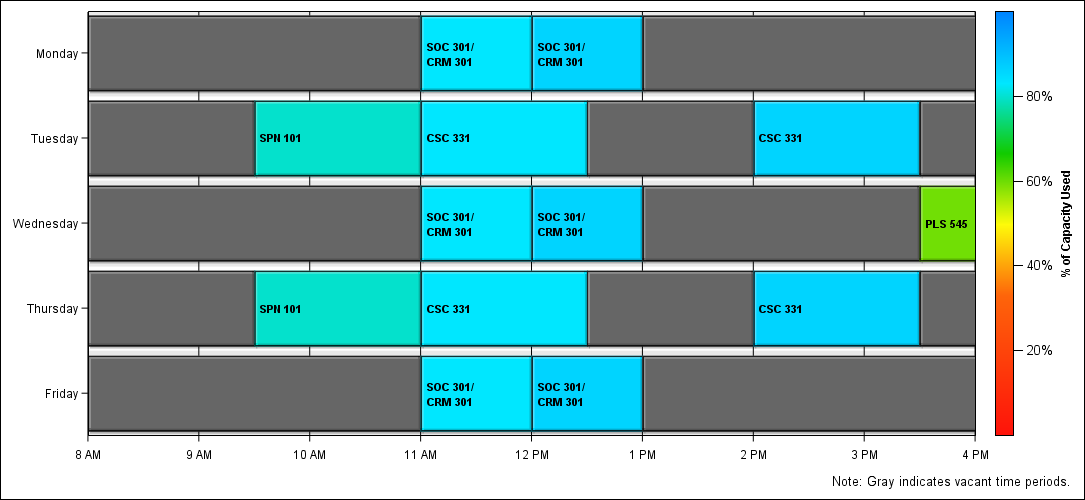 Monday
SOC 301/
CRM 301
SOC 301/
CRM 301
Tuesday
SPN 101
CSC 331
CSC 331
Wednesday
SOC 301/
CRM 301
SOC 301/
CRM 301
PLS 545
Thursday
SPN 101
CSC 331
CSC 331
Friday
SOC 301/
CRM 301
SOC 301/
CRM 301
8 AM 9 AM 10 AM 11 AM 12 PM 1 PM 2 PM 3 PM 4 PM
80%
60%
40%
20%
% of Capacity Used
Note: Gray indicates vacant time periods.